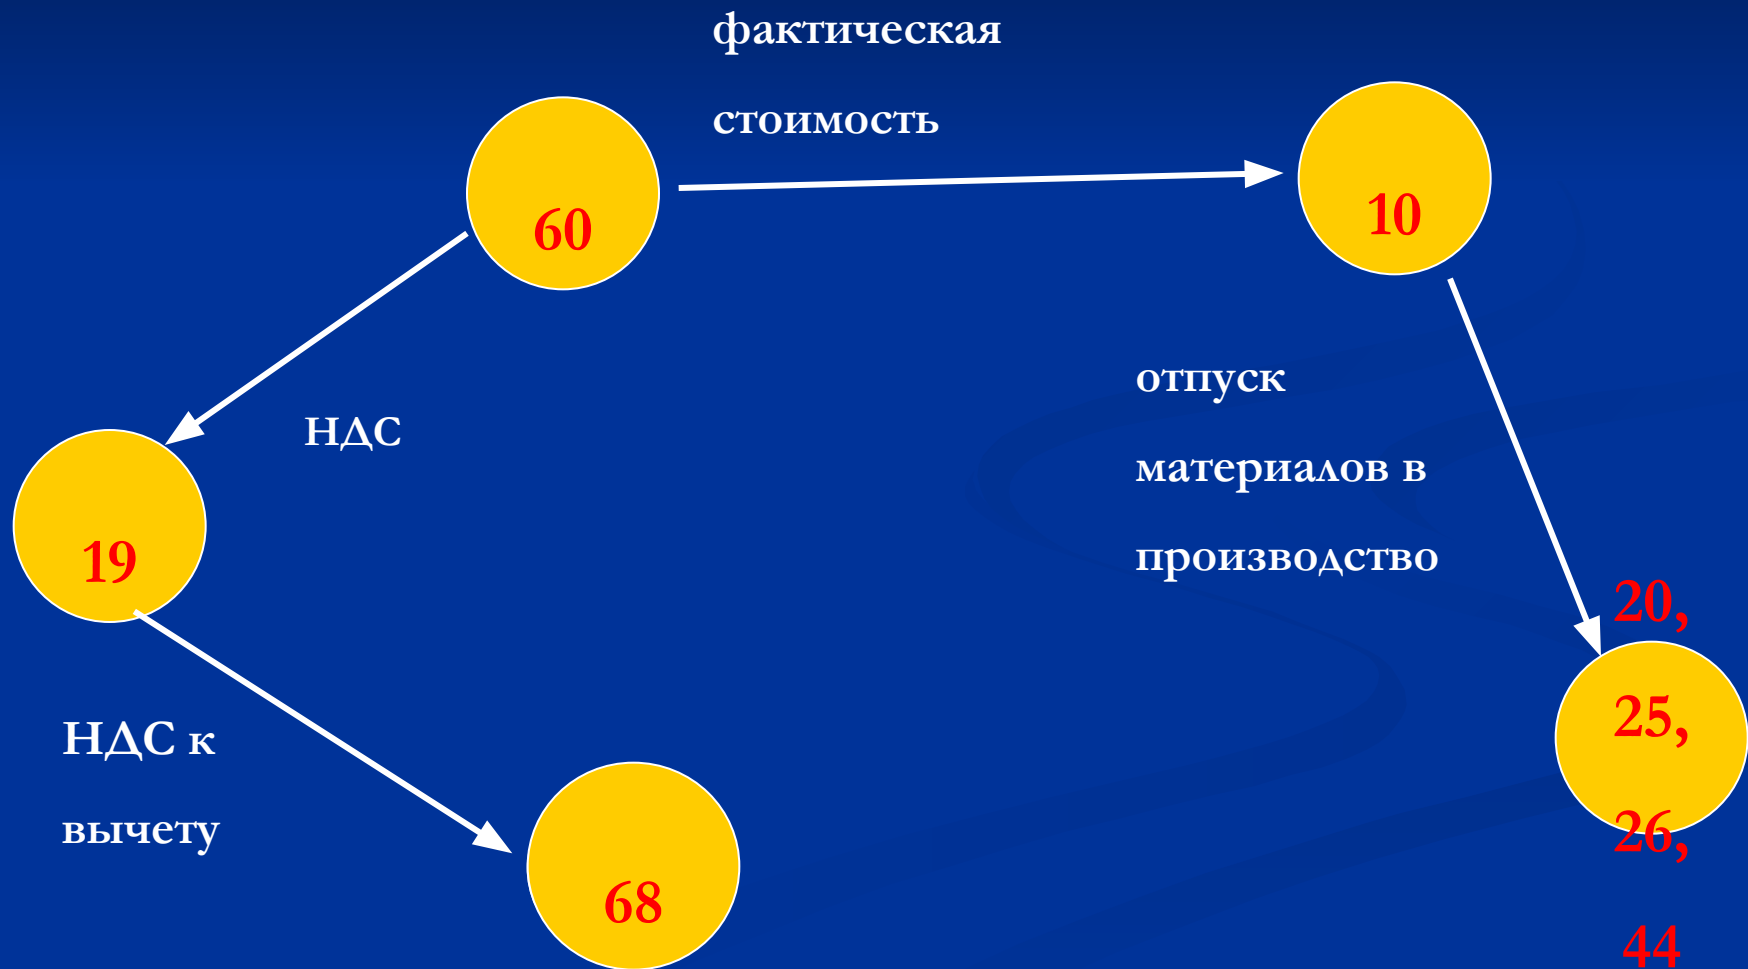 фактическая
стоимость
60
10
НДС
19
отпуск
материалов в
производство
НДС к
вычету
68
20,
25,
26,
44